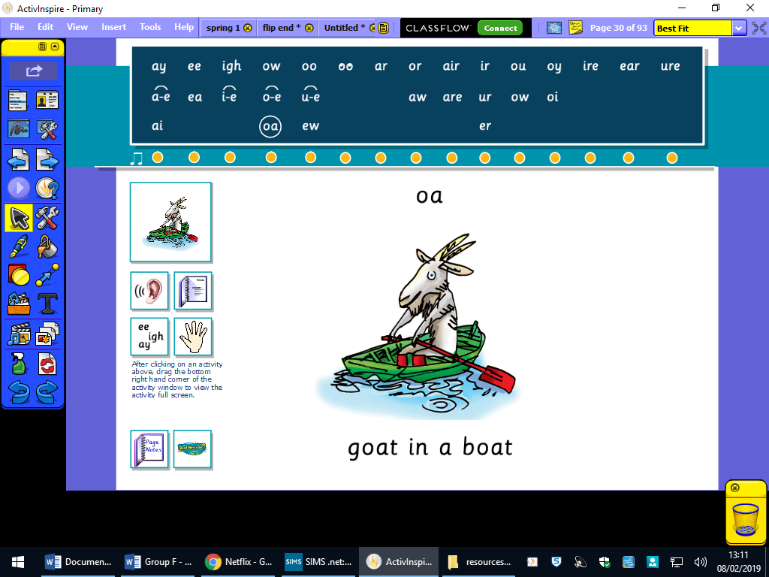 ActivInspire - Primary
File Edit View Insert Tools Help spring 1 flip end * Untitled * CLASSFLOW Connect Page 30 of 93 Best Fit
ay ee igh ow oo oo ar or air ir ou oy ire ear ure
a-e ea i-e o-e u-e aw are ur ow oi
ai oa ew er
oa
ee
igh
ay
After clicking on an activity
above, drag the bottom
right hand corner of the
activity window to view the
activity full screen.
Page
Notes
goat in a boat
Documen... Group F - ... Netflix - G... SIMS SIMS .net:... ActivInspi... resources...
13:11
08/02/2019